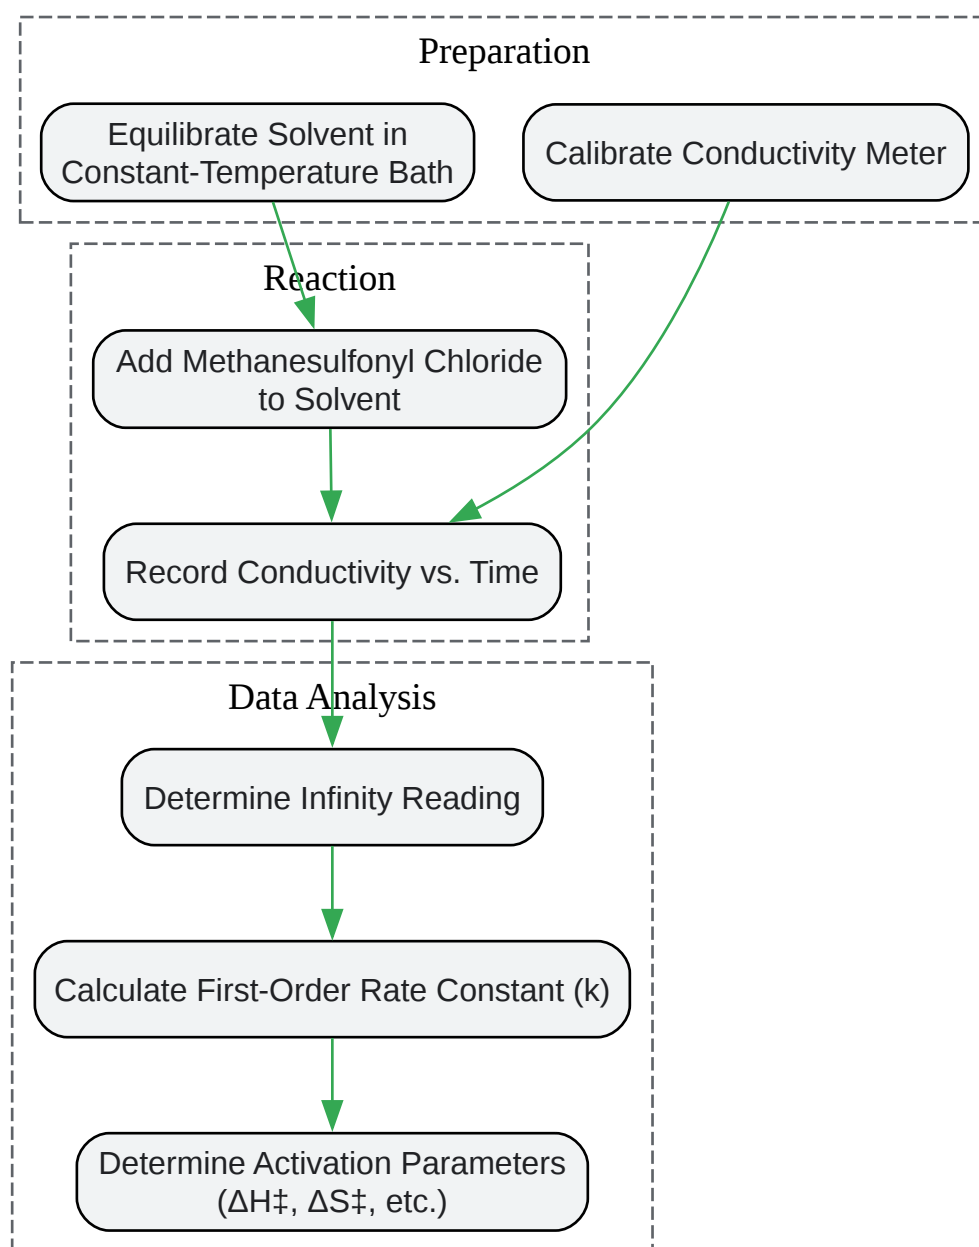 Preparation
Equilibrate Solvent in
Constant-Temperature Bath
Calibrate Conductivity Meter
Reaction
Add Methanesulfonyl Chloride
to Solvent
Record Conductivity vs. Time
Data Analysis
Determine Infinity Reading
Calculate First-Order Rate Constant (k)
Determine Activation Parameters
(ΔH‡, ΔS‡, etc.)